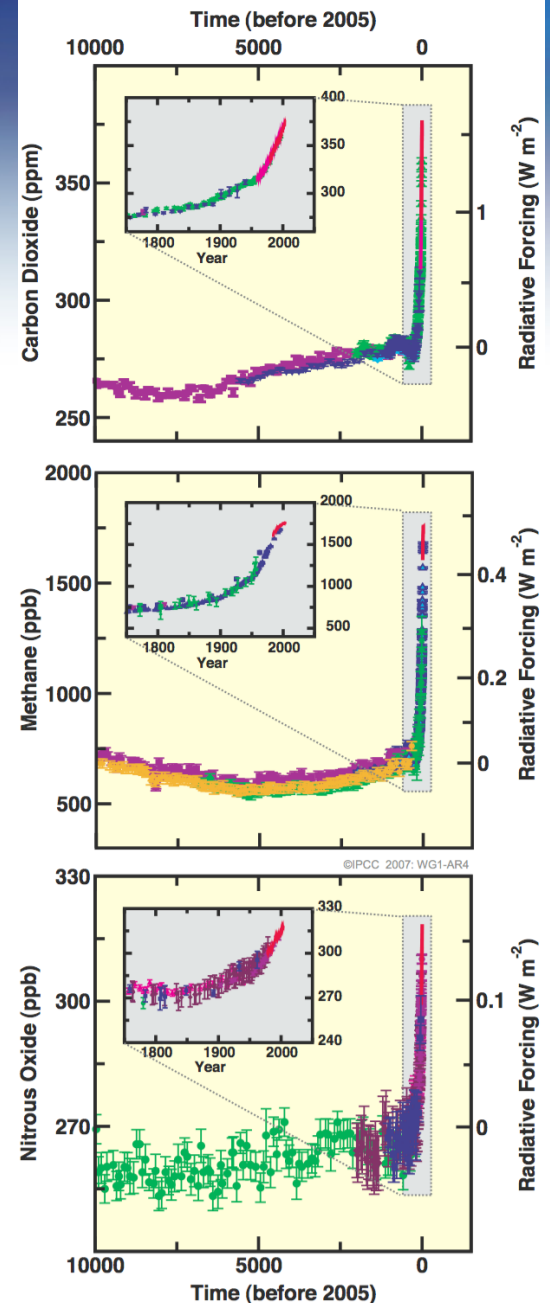 Time (before 2005)
10000 5000 0
Carbon Dioxide (ppm)
350
300
250
400
350
300
1800 1900 2000
Year
1
0
Radiative Forcing (W m-2)
2000
1500
1000
500
Methane (ppb)
2000
1500
1000
500
1800 1900 2000
Year
0.4
0.2
0
Radiative Forcing (W m-2)
©IPCC 2007: WG1-AR4
330
300
270
Nitrous Oxide (ppb)
330
300
270
240
1800 1900 2000
Year
0.1
0
Radiative Forcing (W m-2)
10000 5000 0
Time (before 2005)